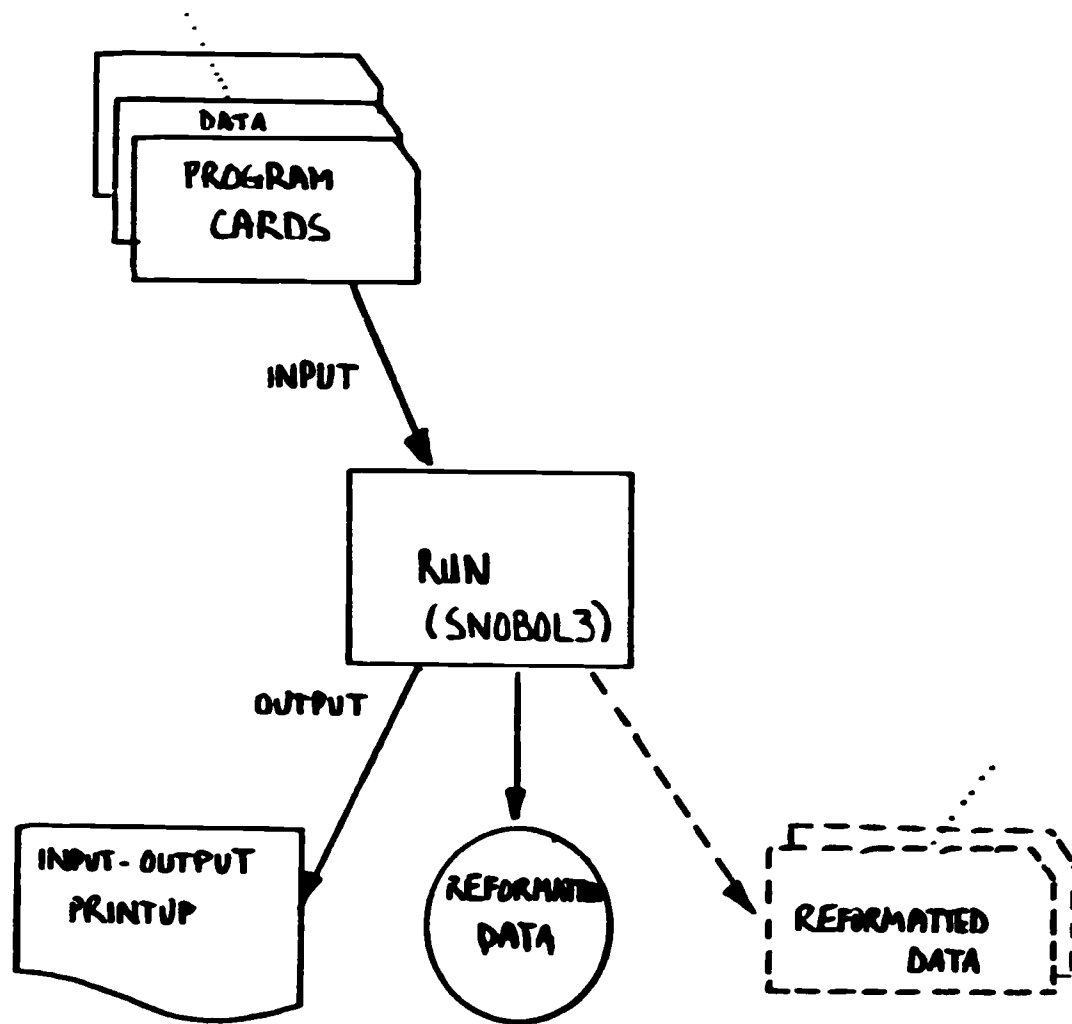 DATA
PROGRAM
CARDS
INPUT
RUN
(SNOBOL3)
OUTPUT
INPUT-OUTPUT
PRINTUP
REFORMATTED
DATA
REFORMATTED
DATA